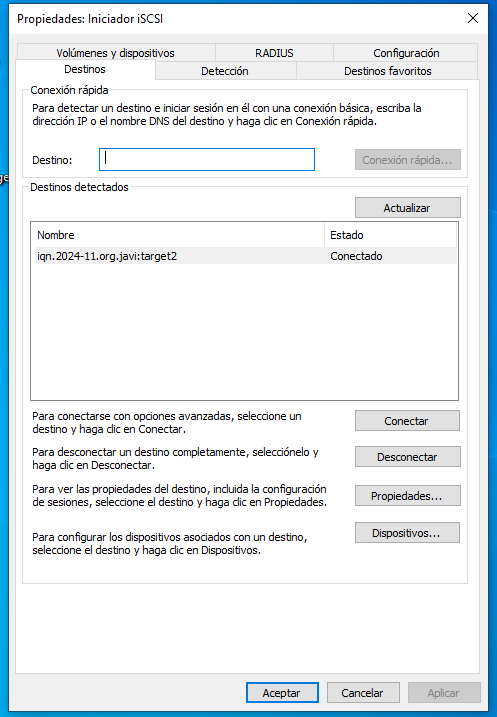 Propiedades: Iniciador iSCSI
Volúmenes y dispositivos
RADIUS
Configuración
Destinos
Detección
Destinos favoritos
Conexión rápida
Para detectar un destino e iniciar sesión en él con una conexión básica, escriba la
dirección IP o el nombre DNS del destino y haga clic en Conexión rápida.
Destino:
Conexión rápida...
Destinos detectados
Actualizar
Nombre
Estado
iqn.2024-11.org.javi:target2
Conectado
Para conectarse con opciones avanzadas, seleccione un
destino y haga clic en Conectar.
Conectar
Para desconectar un destino completamente, selecciónelo y
haga clic en Desconectar.
Desconectar
Para ver las propiedades del destino, incluida la configuración
de sesiones, seleccione el destino y haga clic en Propiedades.
Propiedades...
Para configurar los dispositivos asociados con un destino,
seleccione el destino y haga clic en Dispositivos.
Dispositivos...
Aceptar
Cancelar
Aplicar